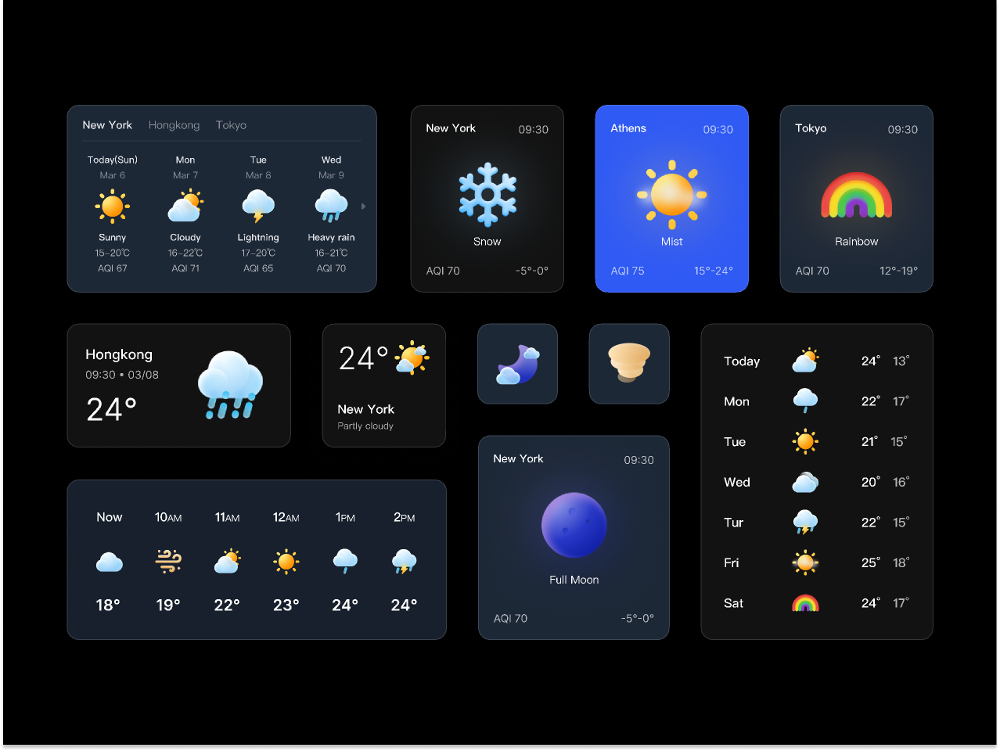 New York Hongkong Tokyo
Today(Sun) Mon Tue Wed
Mar 6 Mar 7 Mar 8 Mar 9
Sunny Cloudy Lightning Heavy rain
15–20℃ 16–22℃ 17–20℃ 16–21℃
AQI 67 AQI 71 AQI 65 AQI 70
New York 09:30
Snow
AQI 70 -5°-0°
Athens 09:30
Mist
AQI 75 15°-24°
Tokyo 09:30
Rainbow
AQI 70 12°-19°
Hongkong
09:30 • 03/08
24°
24°
New York
Partly cloudy
Now 10AM 11AM 12AM 1PM 2PM
18° 19° 22° 23° 24° 24°
New York 09:30
Full Moon
AQI 70 -5°-0°
Today 24° 13°
Mon 22° 17°
Tue 21° 15°
Wed 20° 16°
Tur 22° 15°
Fri 25° 18°
Sat 24° 17°